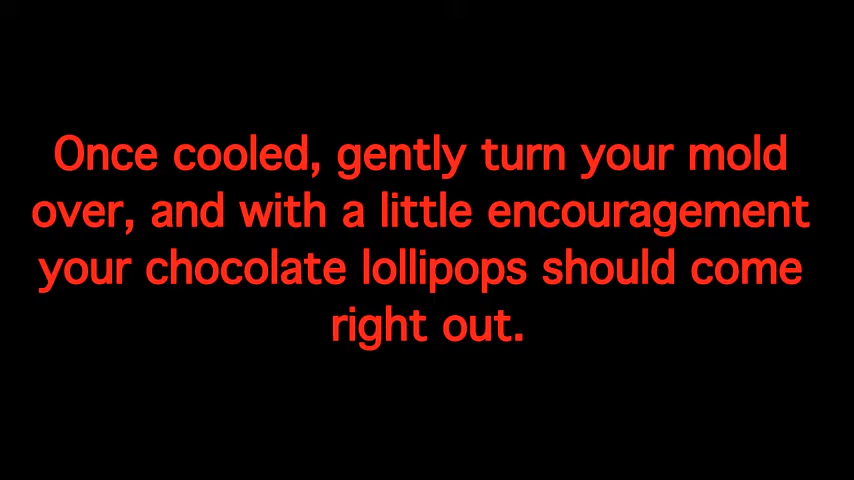 Once cooled, gently turn your mold
over, and with a little encouragement
your chocolate lollipops should come
right out.